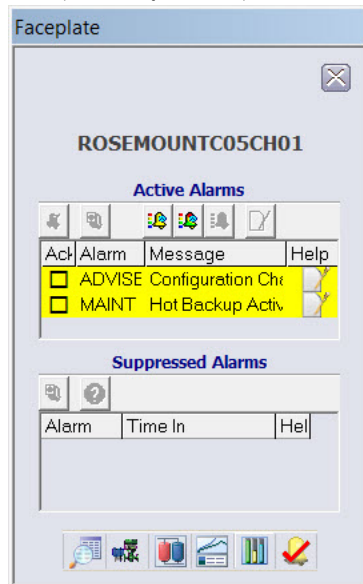 Faceplate
ROSEMOUNTC05CH01
Active Alarms
Ack Alarm Message Help
ADVISE Configuration Cha
MAINT Hot Backup Activ
Suppressed Alarms
Alarm Time In Hel